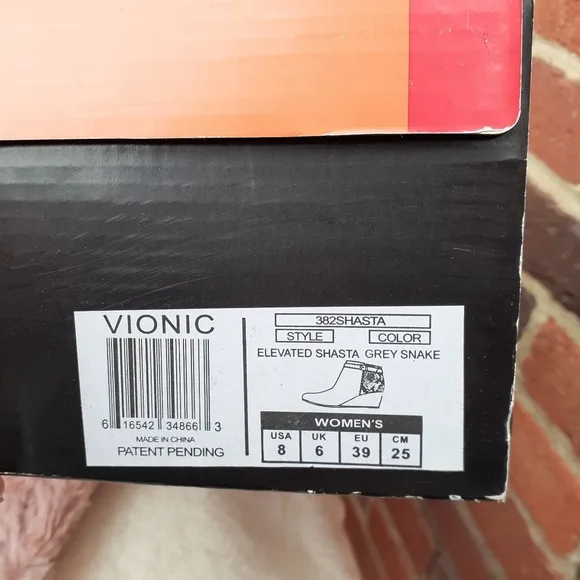 VIONIC
6 16542 34866 3
MADE IN CHINA
PATENT PENDING
382SHASTA
STYLE COLOR
ELEVATED SHASTA GREY SNAKE
WOMEN'S
USA UK EU CM
8 6 39 25